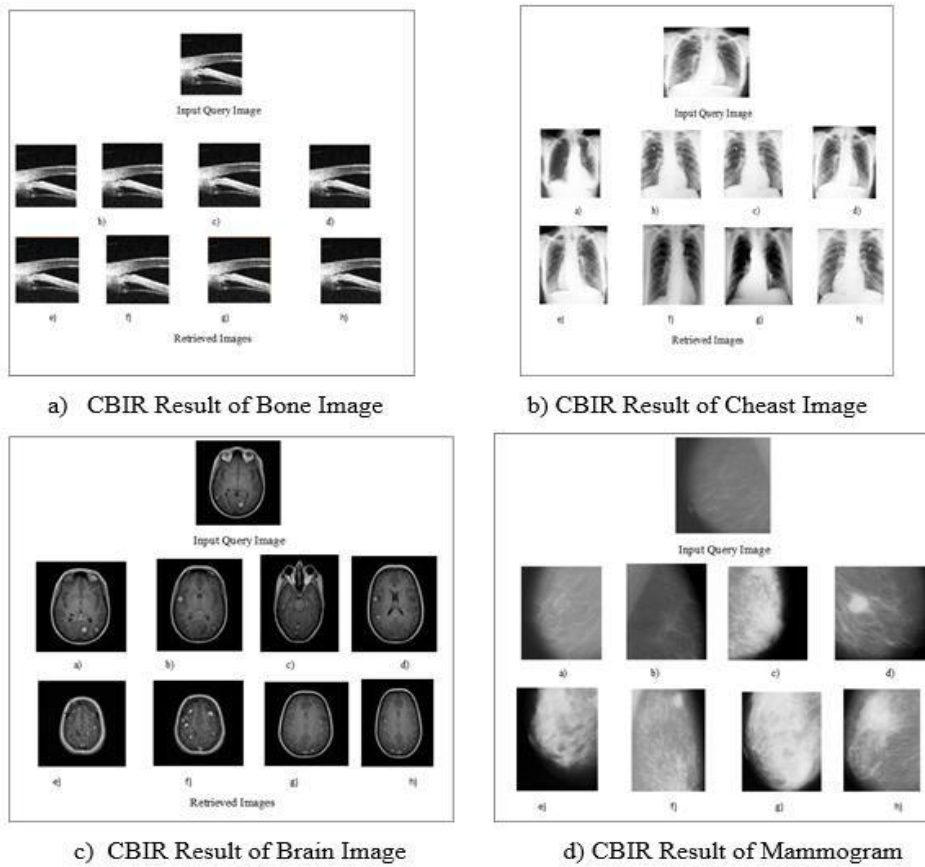 Input Query Image
b) c) d)
e) f) g) h)
Retrieved Images
a) CBIR Result of Bone Image
Input Query Image
a) b) c) d)
e) f) g) h)
Retrieved Images
b) CBIR Result of Cheast Image
Input Query Image
a) b) c) d)
e) f) g) h)
Retrieved Images
c) CBIR Result of Brain Image
Input Query Image
a) b) c) d)
e) f) g) h)
d) CBIR Result of Mammogram